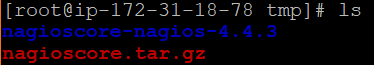 [root@ip-172-31-18-78 tmp]# ls
nagioscore-nagios-4.4.3
nagioscore.tar.gz